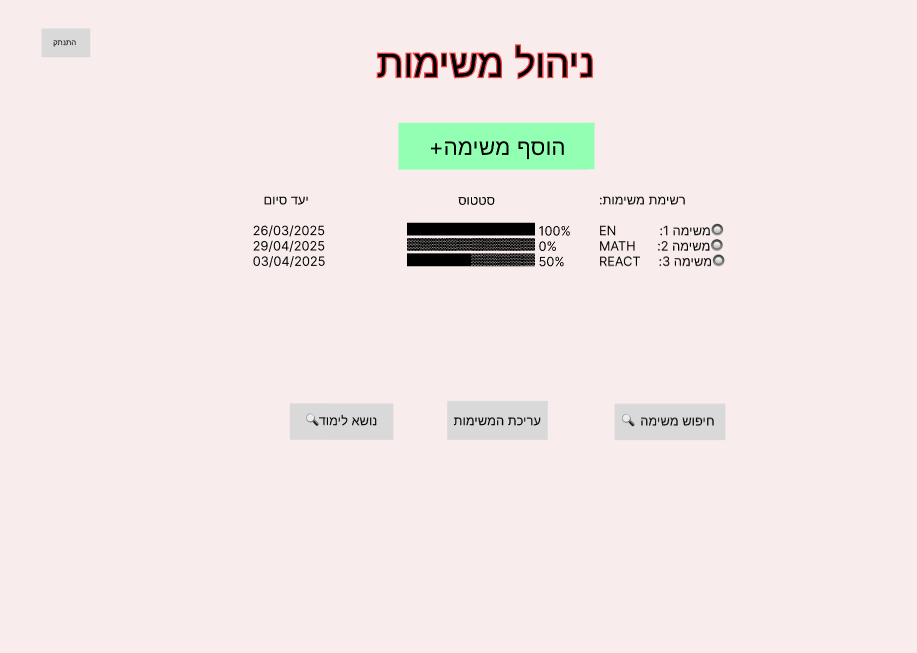 התנתק
ניהול משימות
הוסף משימה+
רשימת משימות: סטטוס יעד סיום
🔘משימה 1: EN 100% 26/03/2025
🔘משימה 2: MATH 0% 29/04/2025
🔘משימה 3: REACT 50% 03/04/2025
חיפוש משימה 🔍 עריכת המשימות נושא לימוד🔍